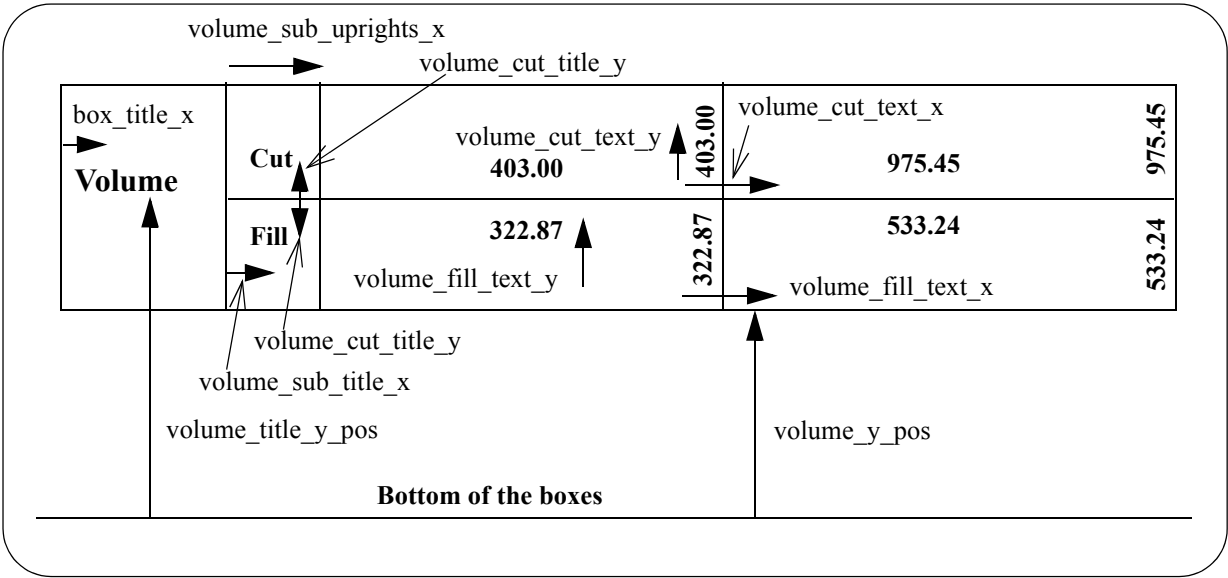 volume_sub_uprights_x
volume_cut_title_y
box_title_x
volume_cut_text_x
volume_cut_text_y
403.00
975.45
Cut
403.00
975.45
Volume
Fill
322.87
533.24
322.87
533.24
volume_fill_text_y
volume_fill_text_x
volume_cut_title_y
volume_sub_title_x
volume_title_y_pos
volume_y_pos
Bottom of the boxes